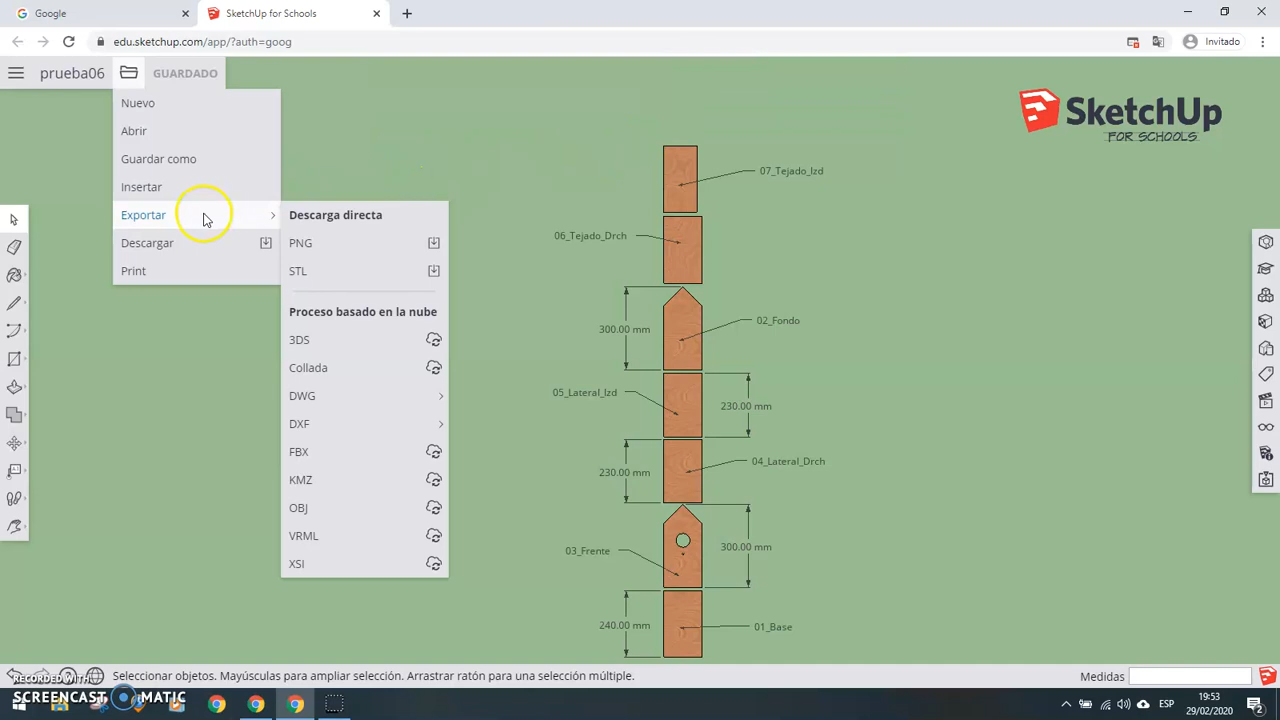 Google
SketchUp for Schools
edu.sketchup.com/app/?auth=goog
Invitado
prueba06
GUARDADO
Nuevo
Abrir
Guardar como
Insertar
Exportar
Descargar
Print
Descarga directa
PNG
STL
Proceso basado en la nube
3DS
Collada
DWG
DXF
FBX
KMZ
OBJ
VRML
XSI
SketchUp
FOR SCHOOLS
07_Tejado_Izd
06_Tejado_Drch
300.00 mm
02_Fondo
05_Lateral_Izd
230.00 mm
230.00 mm
04_Lateral_Drch
03_Frente
300.00 mm
240.00 mm
01_Base
Seleccionar objetos. Mayúsculas para ampliar selección. Arrastrar ratón para una selección múltiple.
Medidas
RECORDED WITH
SCREENCAST MATIC
ESP
19:53
29/02/2020
2